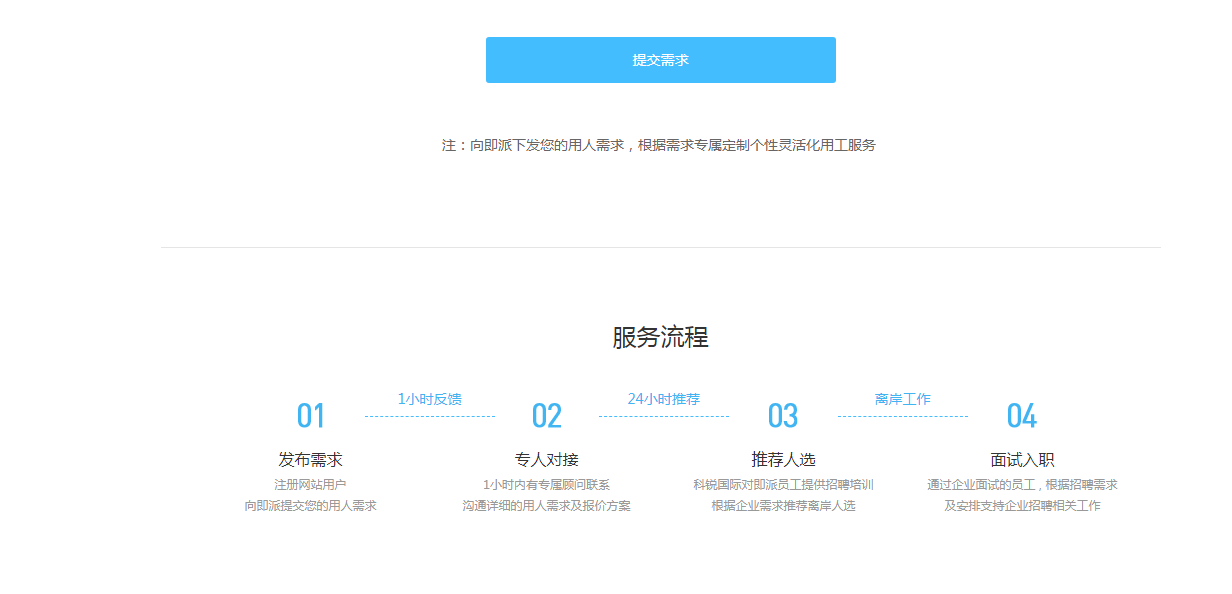 提交需求
注：向即派下发您的用人需求，根据需求专属定制个性灵活化用工服务
服务流程
01
1小时反馈
02
24小时推荐
03
离岸工作
04
发布需求
专人对接
推荐人选
面试入职
注册网站用户
1小时内有专属顾问联系
科锐国际对即派员工提供招聘培训
通过企业面试的员工，根据招聘需求
向即派提交您的用人需求
沟通详细的用人需求及报价方案
根据企业需求推荐离岸人选
及安排支持企业招聘相关工作